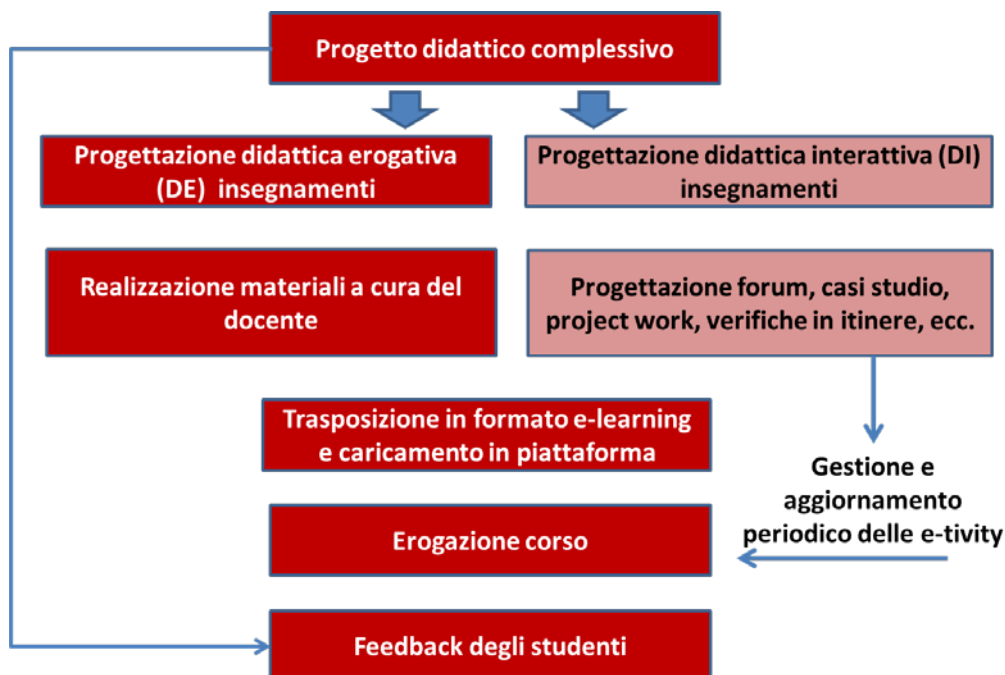 Progetto didattico complessivo
Progettazione didattica erogativa
(DE) insegnamenti
Progettazione didattica interattiva (DI)
insegnamenti
Realizzazione materiali a cura del
docente
Progettazione forum, casi studio,
project work, verifiche in itinere, ecc.
Trasposizione in formato e-learning
e caricamento in piattaforma
Gestione e
aggiornamento
periodico delle e-tivity
Erogazione corso
Feedback degli studenti